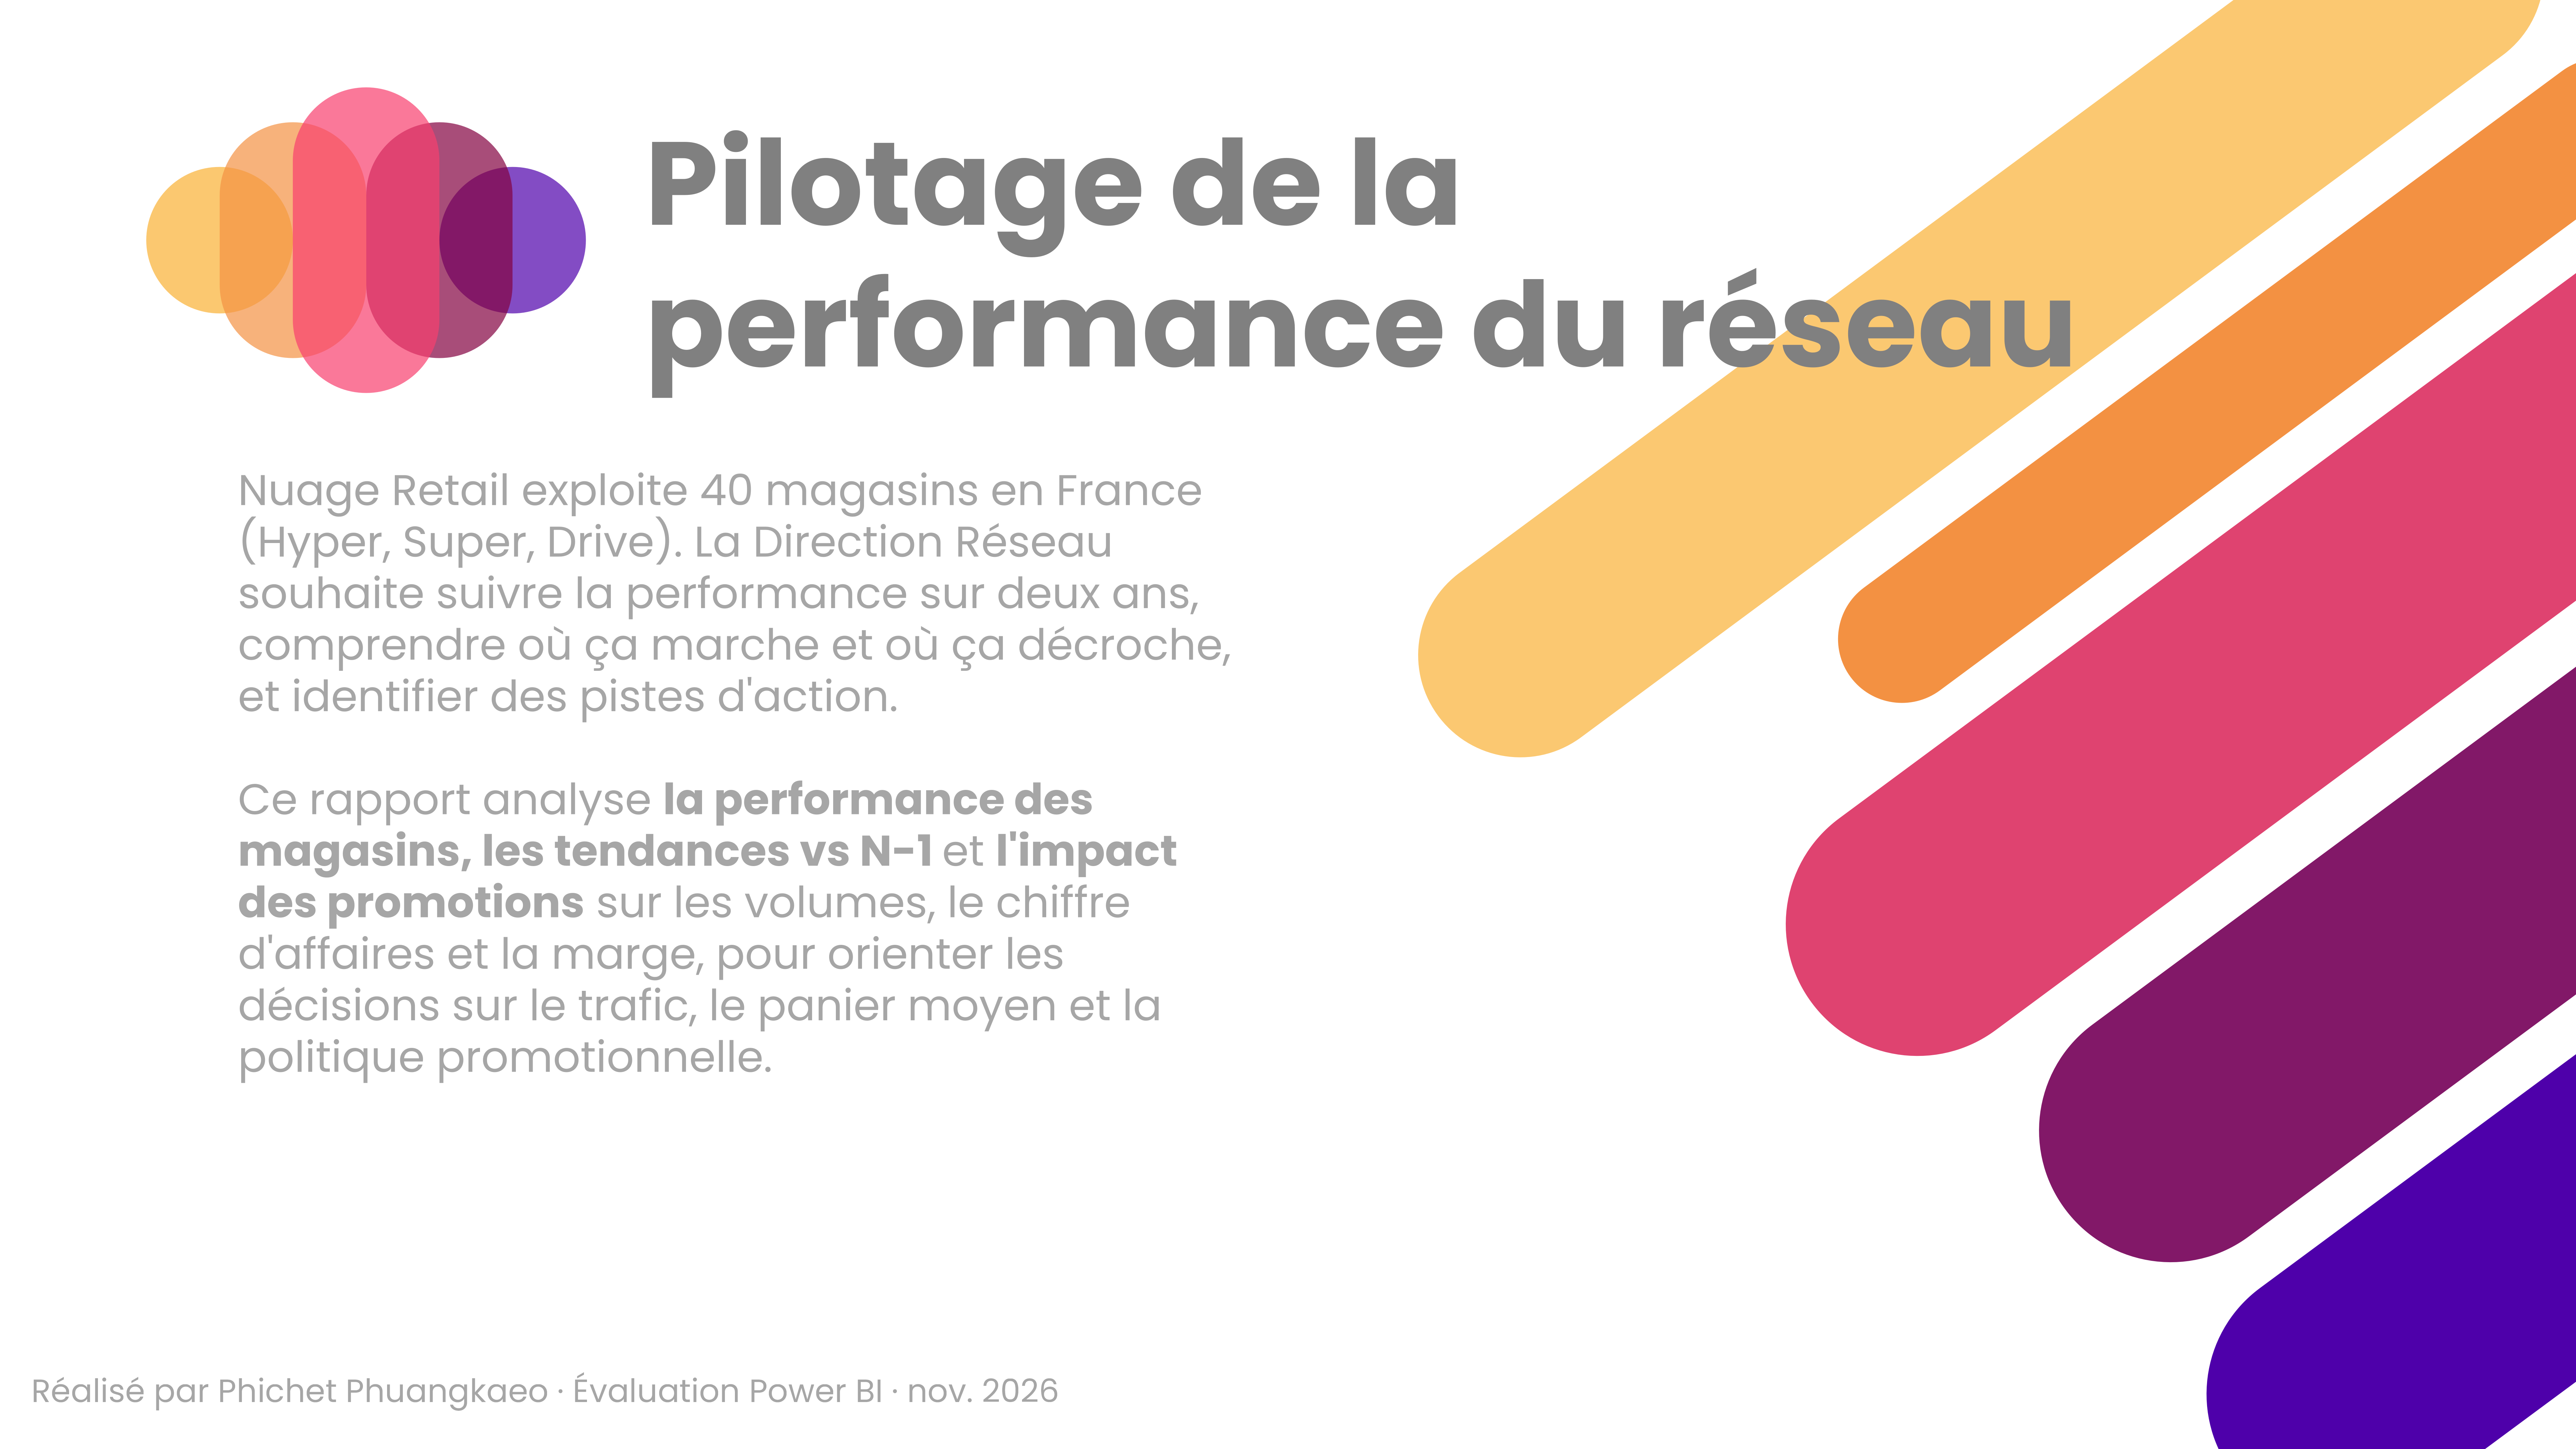 Pilotage de la
performance du réseau
Nuage Retail exploite 40 magasins en France
(Hyper, Super, Drive). La Direction Réseau
souhaite suivre la performance sur deux ans,
comprendre où ça marche et où ça décroche,
et identifier des pistes d'action.
Ce rapport analyse la performance des
magasins, les tendances vs N-1 et l'impact
des promotions sur les volumes, le chiffre
d'affaires et la marge, pour orienter les
décisions sur le trafic, le panier moyen et la
politique promotionnelle.
Réalisé par Phichet Phuangkaeo · Évaluation Power BI · nov. 2026